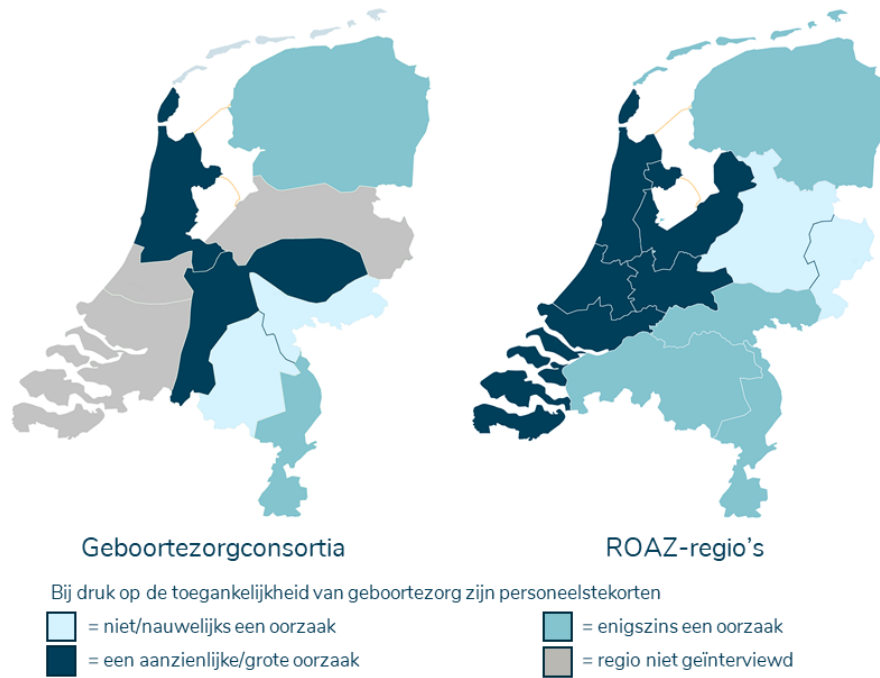 Geboortezorgconsortia
ROAZ-regio's
Bij druk op de toegankelijkheid van geboortezorg zijn personeelstekorten
= niet/nauwelijks een oorzaak
= enigszins een oorzaak
= een aanzienlijke/grote oorzaak
= regio niet geïnterviewd